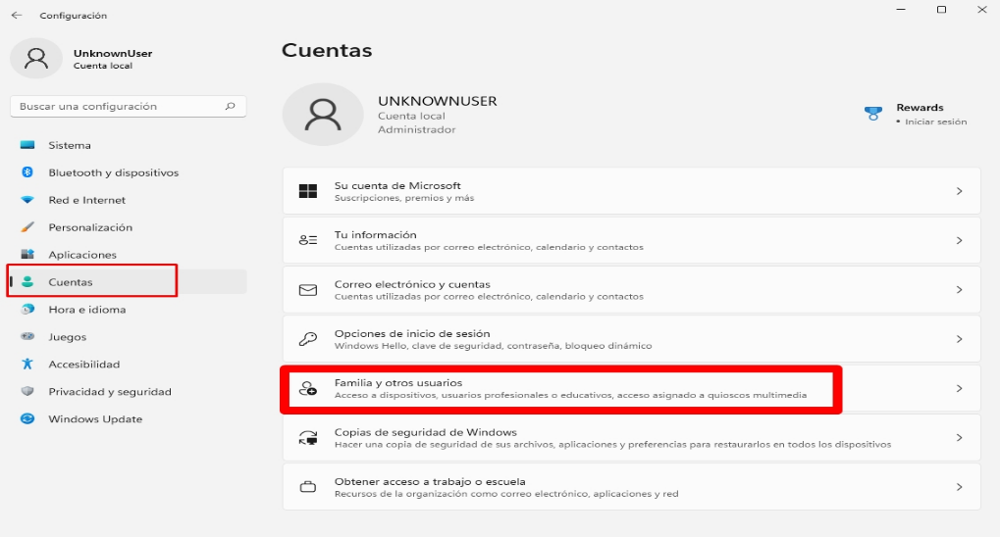 Configuración
UnknownUser
Cuenta local
Buscar una configuración
Sistema
Bluetooth y dispositivos
Red e Internet
Personalización
Aplicaciones
Cuentas
Hora e idioma
Juegos
Accesibilidad
Privacidad y seguridad
Windows Update
Cuentas
UNKNOWNUSER
Cuenta local
Administrador
Rewards
• Iniciar sesión
Su cuenta de Microsoft
Suscripciones, premios y más
Tu información
Cuentas utilizadas por correo electrónico, calendario y contactos
Correo electrónico y cuentas
Cuentas utilizadas por correo electrónico, calendario y contactos
Opciones de inicio de sesión
Windows Hello, clave de seguridad, contraseña, bloqueo dinámico
Familia y otros usuarios
Acceso a dispositivos, usuarios profesionales o educativos, acceso asignado a quioscos multimedia
Copias de seguridad de Windows
Hacer una copia de seguridad de sus archivos, aplicaciones y preferencias para restaurarlos en todos los dispositivos
Obtener acceso a trabajo o escuela
Recursos de la organización como correo electrónico, aplicaciones y red